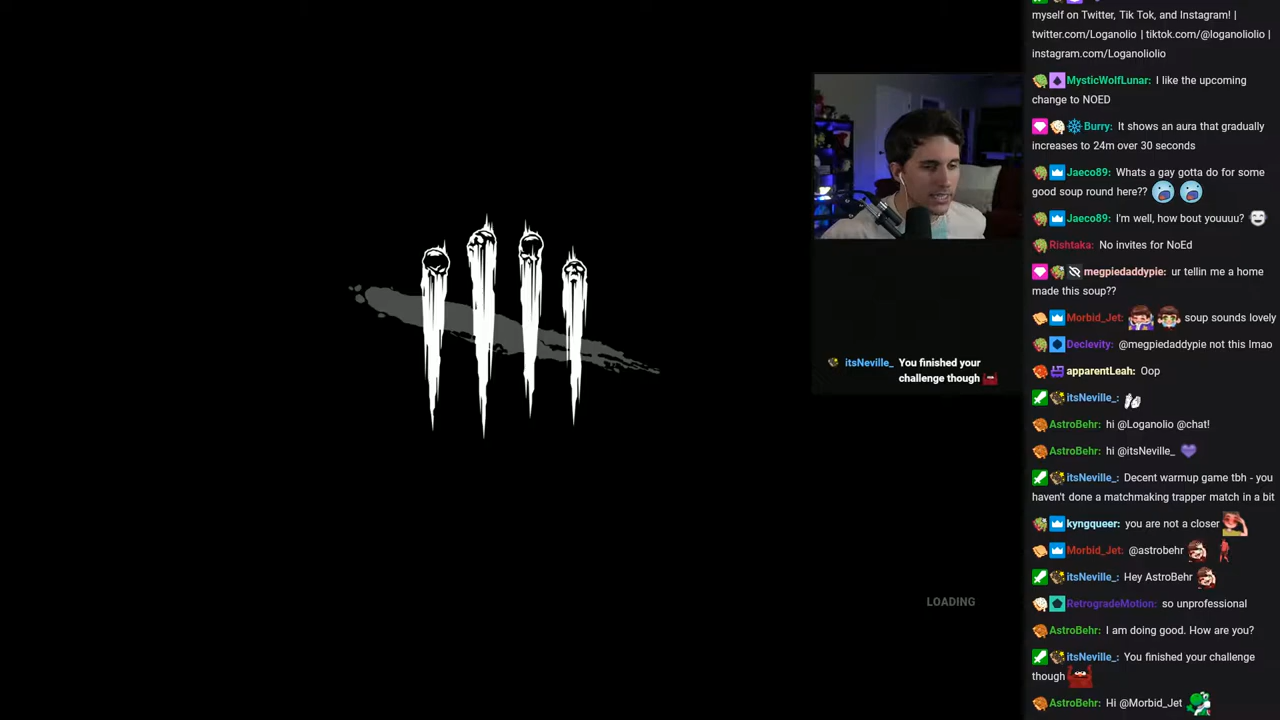 myself on Twitter, Tik Tok, and Instagram! |
twitter.com/Loganolio | tiktok.com/@loganoliolio |
instagram.com/Loganoliolio
MysticWolfLunar: I like the upcoming
change to NOED
Burry: It shows an aura that gradually
increases to 24m over 30 seconds
Jaeco89: Whats a gay gotta do for some
good soup round here??
Jaeco89: I'm well, how bout youuuu?
Rishtaka: No invites for NoEd
megpiedaddypie: ur tellin me a home
made this soup??
Morbid_Jet: soup sounds lovely
Declevity: @megpiedaddypie not this lmao
apparentLeah: Oop
itsNeville_:
AstroBehr: hi @Loganolio @chat!
AstroBehr: hi @itsNeville_
itsNeville_: Decent warmup game tbh - you
haven't done a matchmaking trapper match in a bit
kyngqueer: you are not a closer
Morbid_Jet: @astrobehr
itsNeville_: Hey AstroBehr
RetrogradeMotion: so unprofessional
AstroBehr: I am doing good. How are you?
itsNeville_: You finished your challenge
though
AstroBehr: Hi @Morbid_Jet
itsNeville_ You finished your
challenge though
LOADING